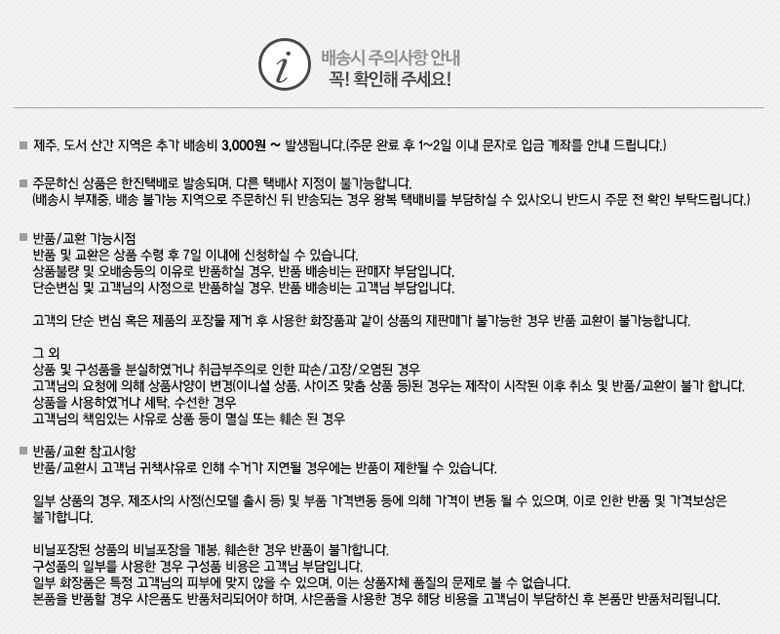 i
배송시 주의사항 안내
꼭! 확인해 주세요!
제주, 도서 산간 지역은 추가 배송비 3,000원 ~ 발생됩니다.(주문 완료 후 1~2일 이내 문자로 입금 계좌를 안내 드립니다.)
주문하신 상품은 한진택배로 발송되며, 다른 택배사 지정이 불가능합니다.
(배송시 부재중, 배송 불가능 지역으로 주문하신 뒤 반송되는 경우 왕복 택배비를 부담하실 수 있사오니 반드시 주문 전 확인 부탁드립니다.)
반품/교환 가능시점
반품 및 교환은 상품 수령 후 7일 이내에 신청하실 수 있습니다.
상품불량 및 오배송등의 이유로 반품하실 경우, 반품 배송비는 판매자 부담입니다.
단순변심 및 고객님의 사정으로 반품하실 경우, 반품 배송비는 고객님 부담입니다.
고객의 단순 변심 혹은 제품의 포장물 제거 후 사용한 화장품과 같이 상품의 재판매가 불가능한 경우 반품 교환이 불가능합니다.
그 외
상품 및 구성품을 분실하였거나 취급부주의로 인한 파손/고장/오염된 경우
고객님의 요청에 의해 상품사양이 변경(이니셜 상품, 사이즈 맞춤 상품 등)된 경우는 제작이 시작된 이후 취소 및 반품/교환이 불가 합니다.
상품을 사용하였거나 세탁, 수선한 경우
고객님의 책임있는 사유로 상품 등이 멸실 또는 훼손 된 경우
반품/교환 참고사항
반품/교환시 고객님 귀책사유로 인해 수거가 지연될 경우에는 반품이 제한될 수 있습니다.
일부 상품의 경우, 제조사의 사정(신모델 출시 등) 및 부품 가격변동 등에 의해 가격이 변동 될 수 있으며, 이로 인한 반품 및 가격보상은
불가합니다.
비닐포장된 상품의 비닐포장을 개봉, 훼손한 경우 반품이 불가합니다.
구성품의 일부를 사용한 경우 구성품 비용은 고객님 부담입니다.
일부 화장품은 특정 고객님의 피부에 맞지 않을 수 있으며, 이는 상품자체 품질의 문제로 볼 수 없습니다.
본품을 반품할 경우 사은품도 반품처리되어야 하며, 사은품을 사용한 경우 해당 비용을 고객님이 부담하신 후 본품만 반품처리됩니다.